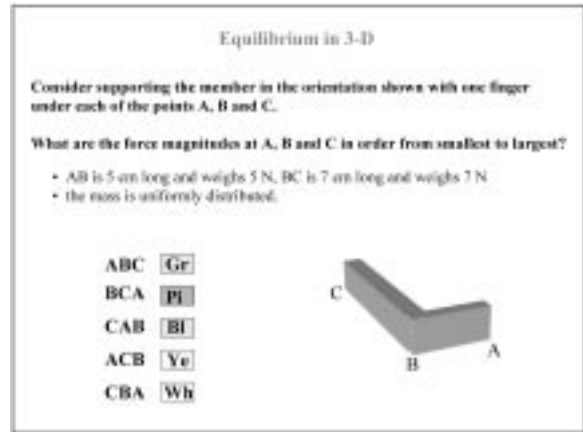 Equilibrium in 3-D
Consider supporting the member in the orientation shown with one finger
under each of the points A, B and C.
What are the force magnitudes at A, B and C in order from smallest to largest?
• AB is 5 cm long and weighs 5 N, BC is 7 cm long and weighs 7 N
• the mass is uniformly distributed.
ABC Gr
BCA Pi
CAB Bl
ACB Ye
CBA Wh
C
B
A